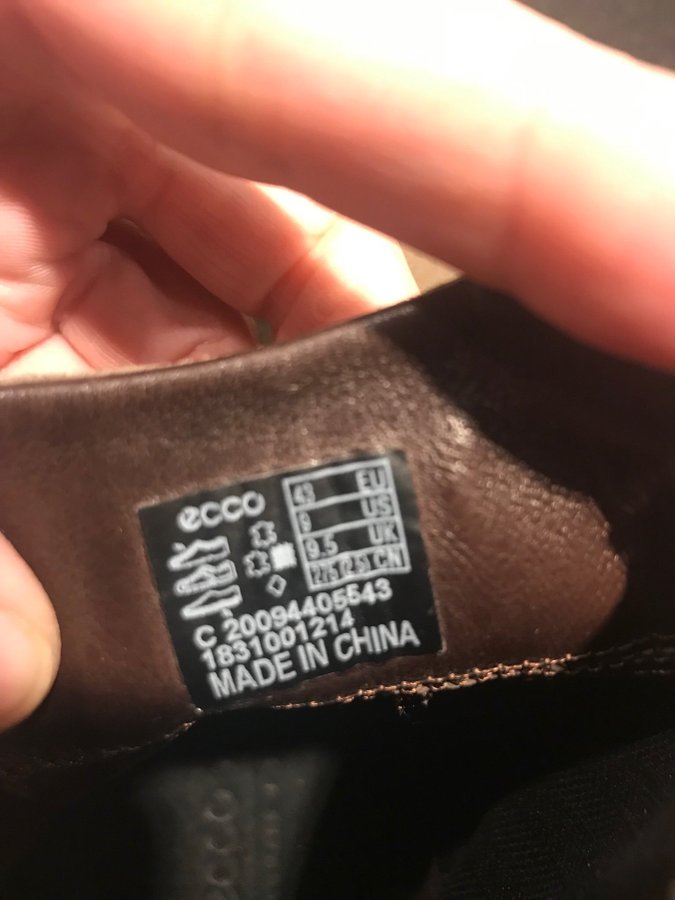 ecco
43 EU
9 US
9.5 UK
275(2.5) CN
C 20094405543
1831001214
MADE IN CHINA